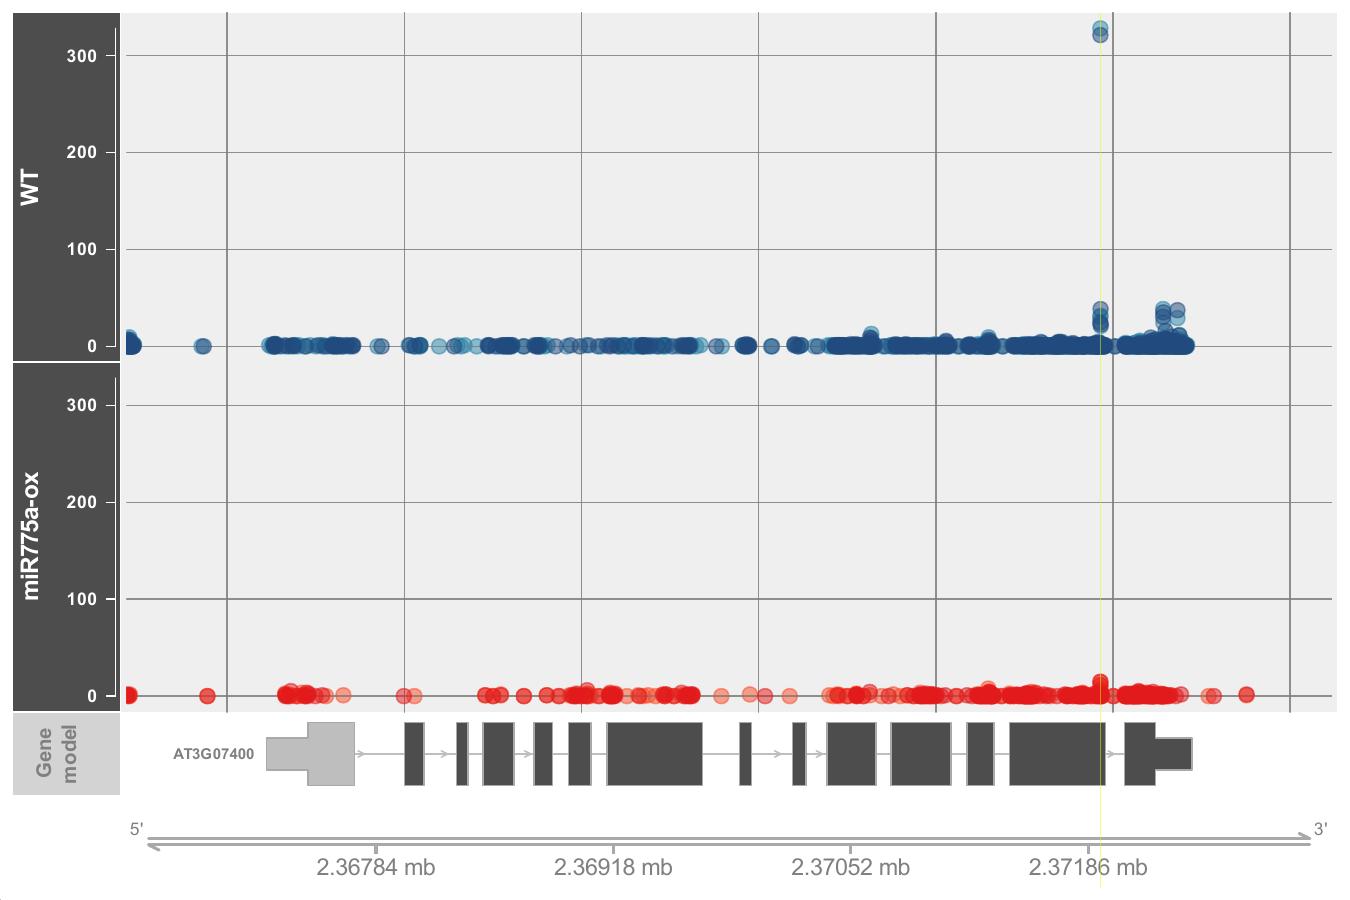 WT
300
200
100
0
miR775a-ox
300
200
100
0
Gene
model
AT3G07400
5'
3'
2.36784 mb
2.36918 mb
2.37052 mb
2.37186 mb